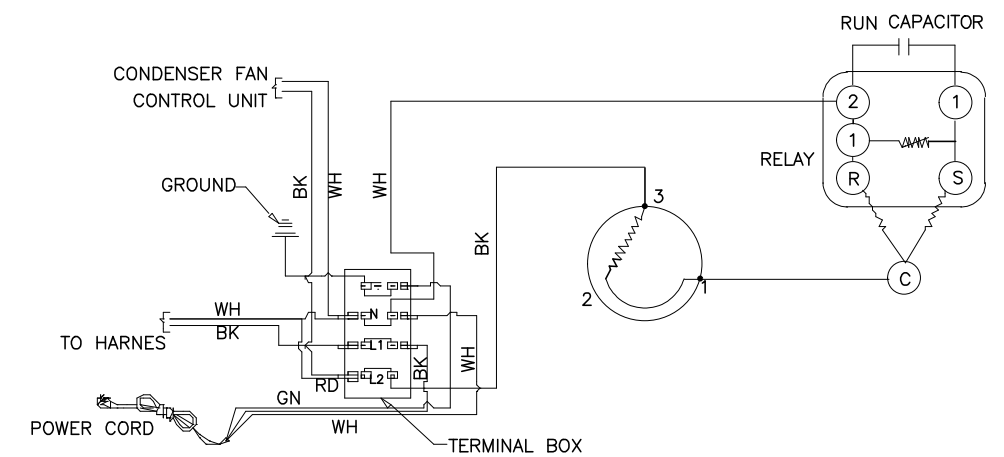 RUN CAPACITOR
CONDENSER FAN
CONTROL UNIT
2
1
1
RELAY
R
S
GROUND
BK
WH
WH
BK
3
2
1
C
N
L1
L2
WH
BK
TO HARNES
RD
BK
WH
GN
WH
POWER CORD
TERMINAL BOX